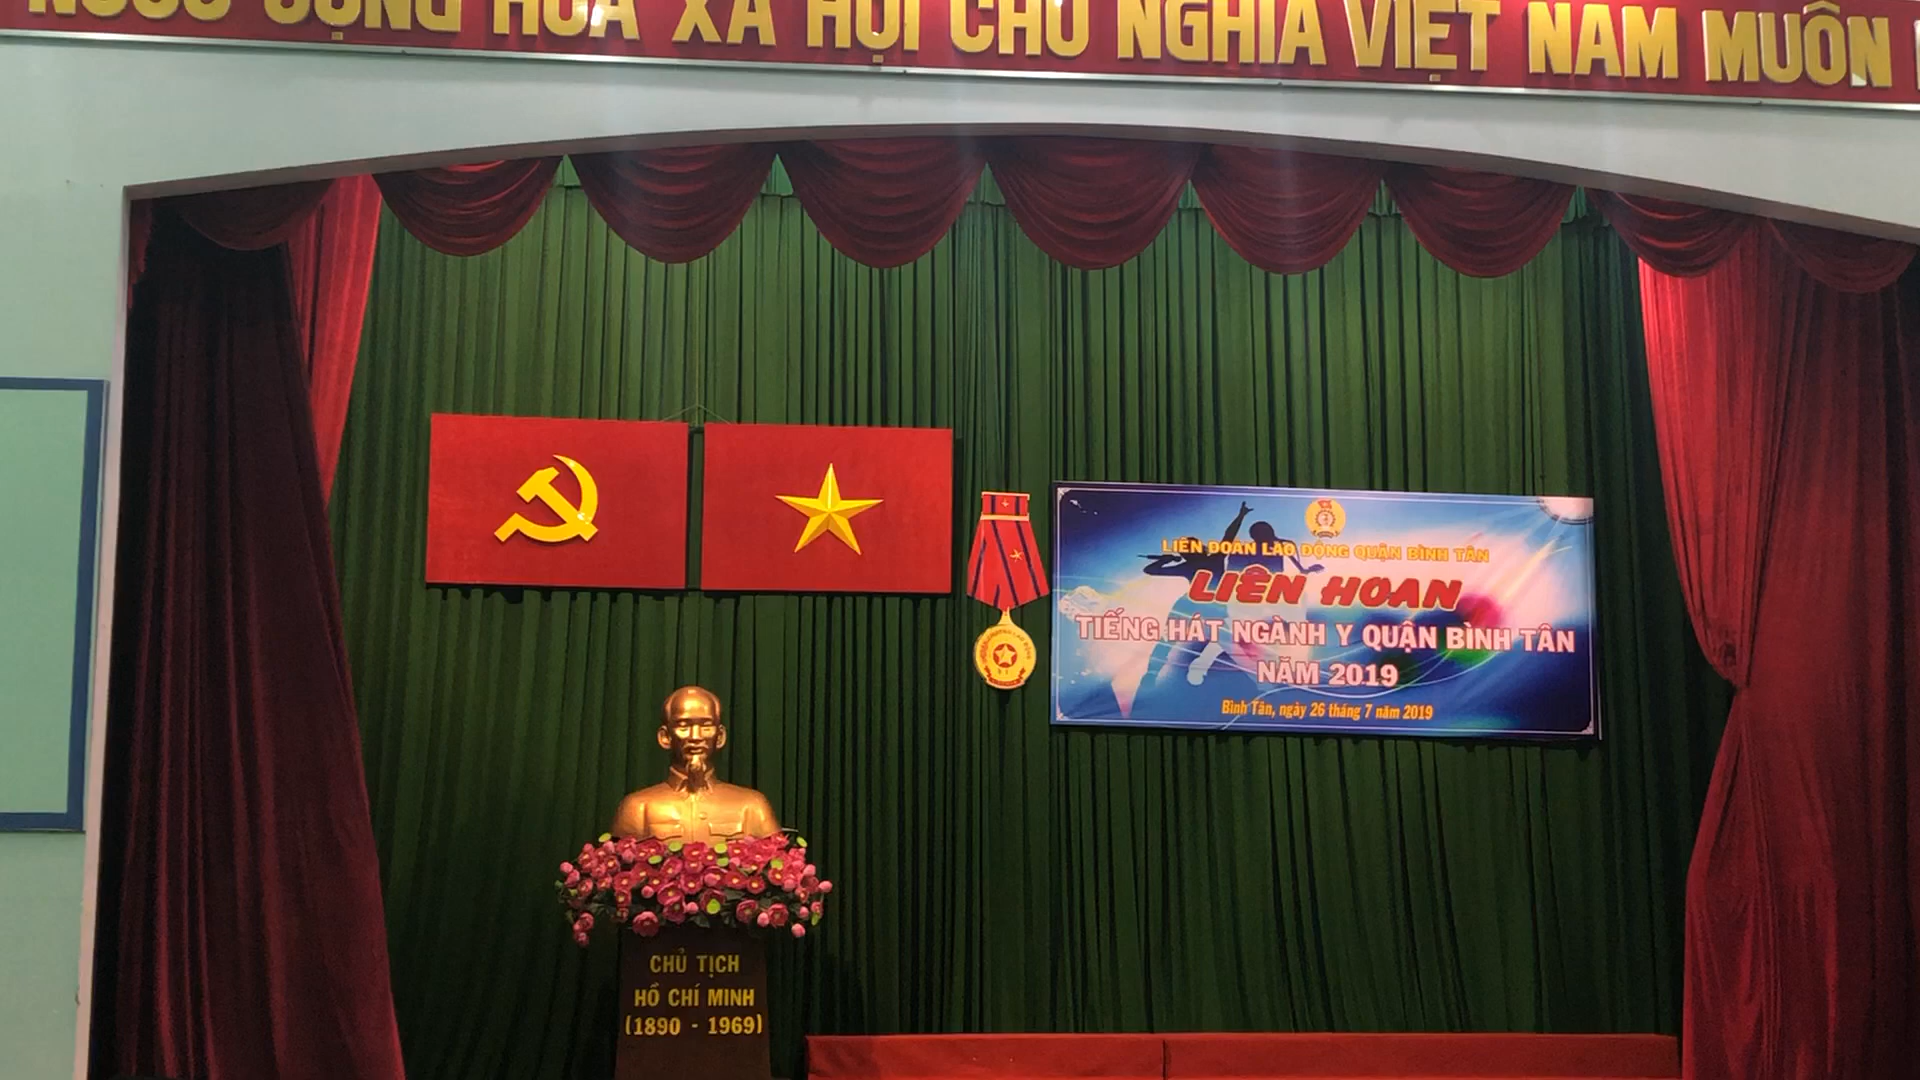 CỘNG HÒA XÃ HỘI CHỦ NGHĨA VIỆT NAM MUÔN
LIÊN ĐOÀN LAO ĐỘNG QUẬN BÌNH TÂN
LIÊN HOAN
TIẾNG HÁT NGÀNH Y QUẬN BÌNH TÂN
NĂM 2019
Bình Tân, ngày 26 tháng 7 năm 2019
CHỦ TỊCH
HỒ CHÍ MINH
(1890 - 1969)